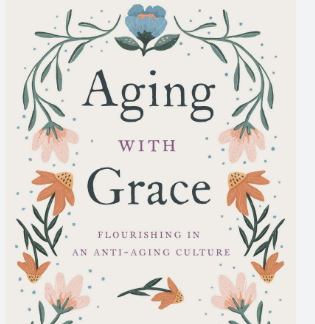 Aging
WITH
Grace
FLOURISHING IN
AN ANTI-AGING CULTURE